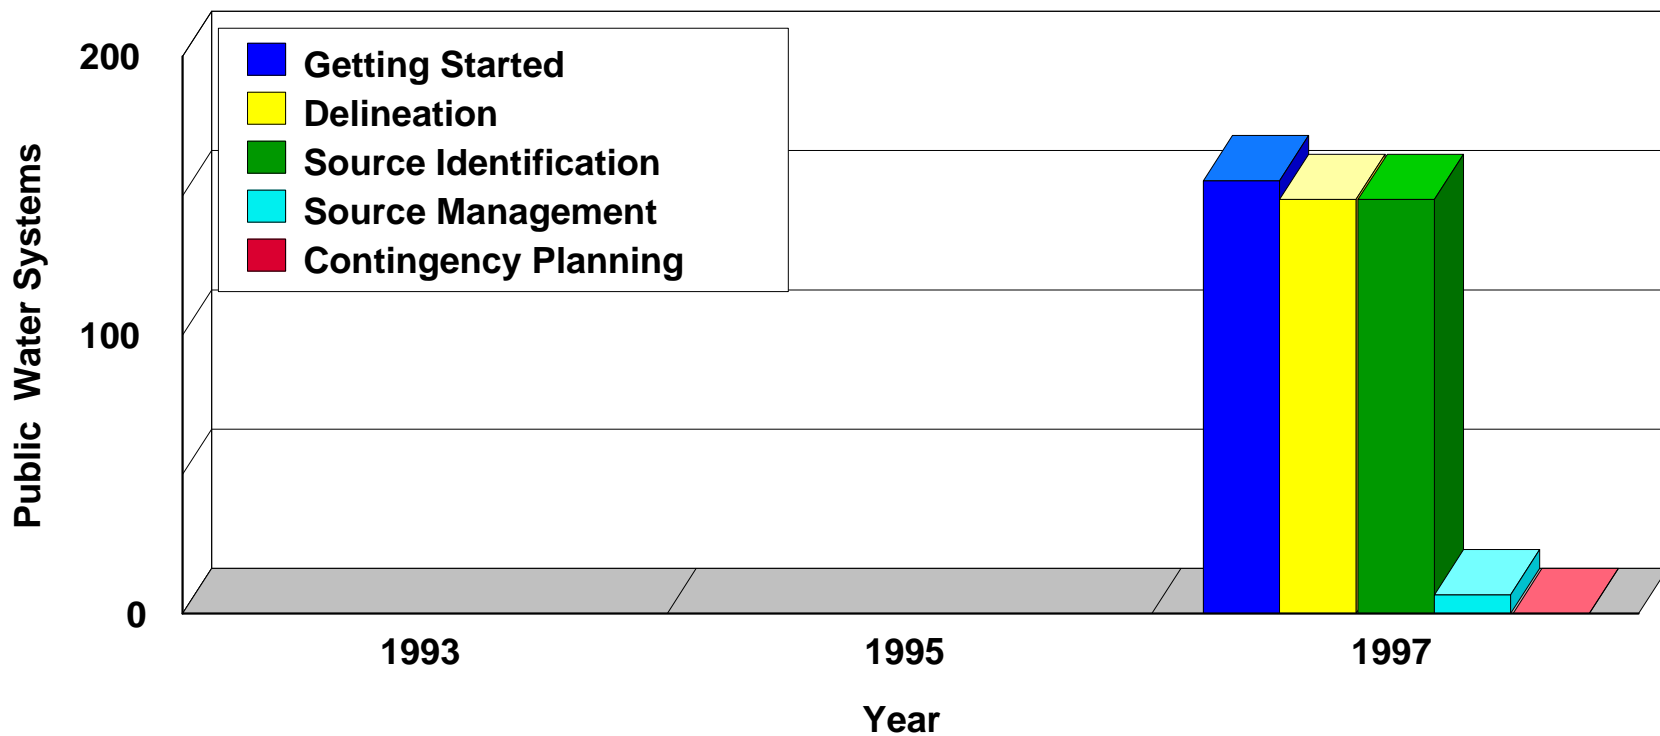 200
100
0
Public Water Systems
Getting Started
Delineation
Source Identification
Source Management
Contingency Planning
1993
1995
1997
Year